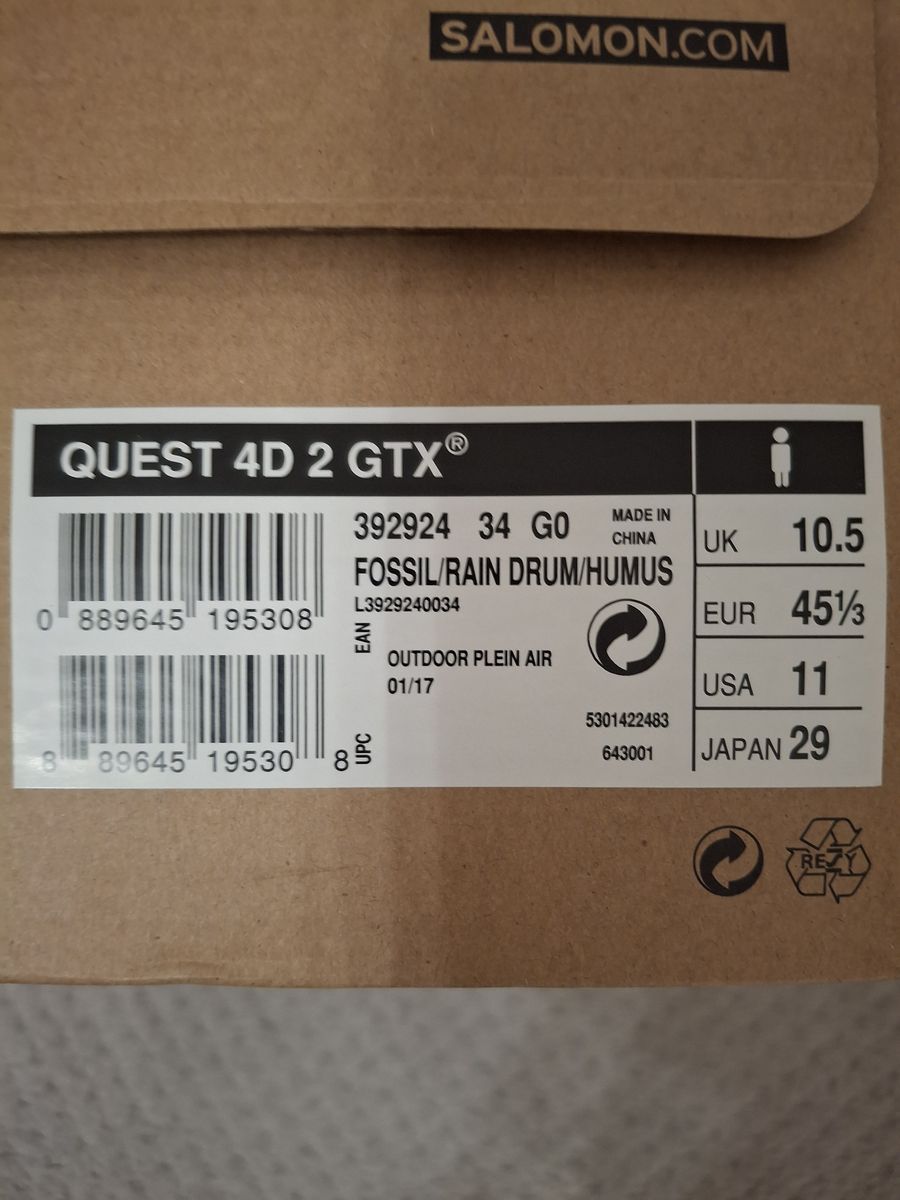 SALOMON.COM
QUEST 4D 2 GTX®
392924 34 G0
MADE IN
CHINA
FOSSIL/RAIN DRUM/HUMUS
L3929240034
0 889645 195308
EAN
OUTDOOR PLEIN AIR
01/17
5301422483
643001
8 89645 19530 8
UPC
UK 10.5
EUR 45⅓
USA 11
JAPAN 29
RESY